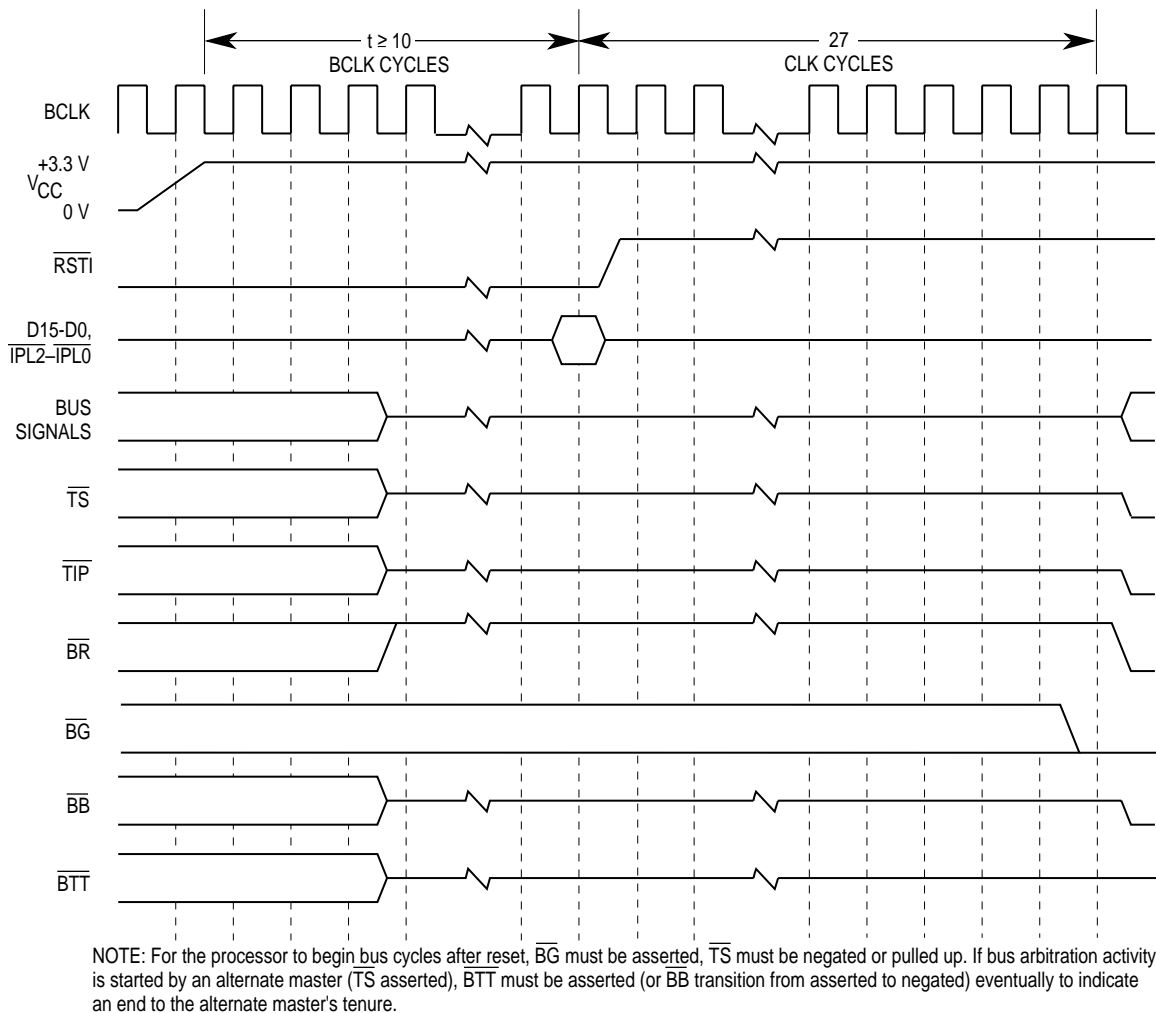 t ≥ 10
BCLK CYCLES
27
CLK CYCLES
BCLK
+3.3 V
VCC
0 V
RSTI
D15-D0,
IPL2–IPL0
BUS
SIGNALS
TS
TIP
BR
BG
BB
BTT
NOTE: For the processor to begin bus cycles after reset, BG must be asserted, TS must be negated or pulled up. If bus arbitration activity
is started by an alternate master (TS asserted), BTT must be asserted (or BB transition from asserted to negated) eventually to indicate
an end to the alternate master's tenure.